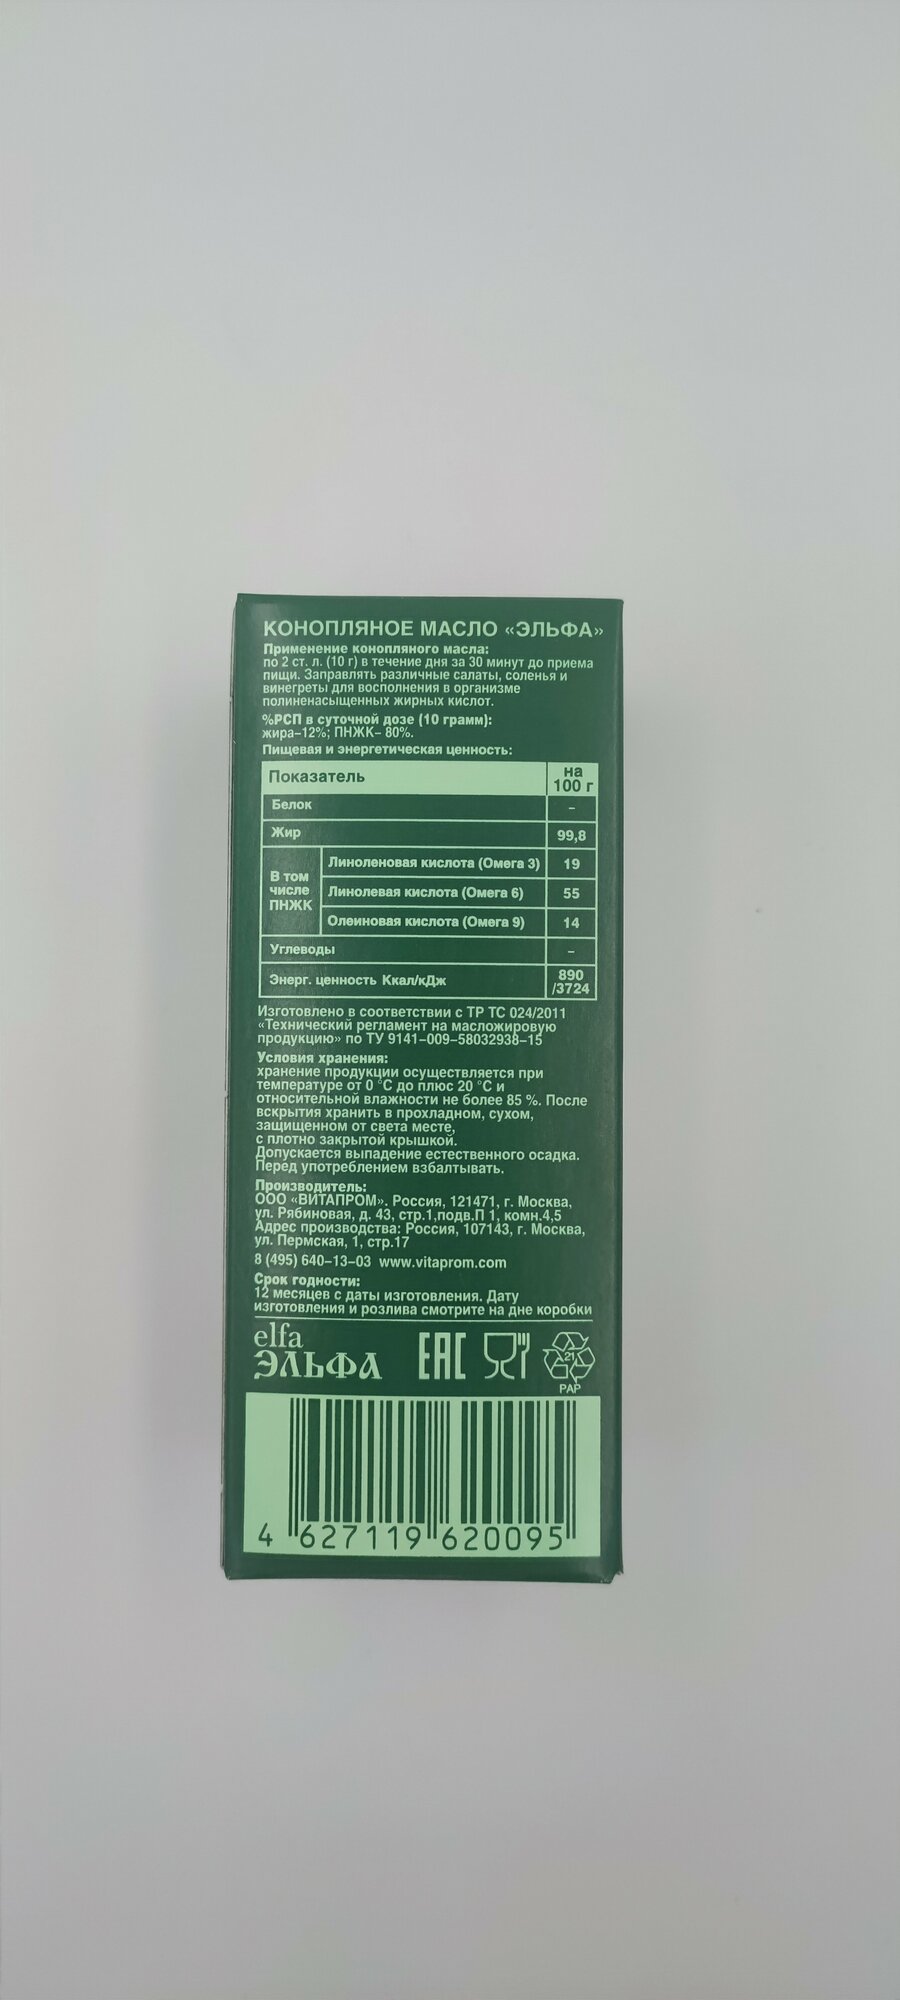 КОНОПЛЯНОЕ МАСЛО «ЭЛЬФА»
Применение конопляного масла:
по 2 ст. л. (10 г) в течение дня за 30 минут до приема
пищи. Заправлять различные салаты, соленья и
винегреты для восполнения в организме
полиненасыщенных жирных кислот.
%РСП в суточной дозе (10 грамм):
жира–12%; ПНЖК– 80%.
Пищевая и энергетическая ценность:
Показатель на 100 г
Белок –
Жир 99,8
В том числе ПНЖК
Линоленовая кислота (Омега 3) 19
Линолевая кислота (Омега 6) 55
Олеиновая кислота (Омега 9) 14
Углеводы –
Энерг. ценность Ккал/кДж 890 /3724
Изготовлено в соответствии с ТР ТС 024/2011
«Технический регламент на масложировую
продукцию» по ТУ 9141–009–58032938–15
Условия хранения:
хранение продукции осуществляется при
температуре от 0 °С до плюс 20 °С и
относительной влажности не более 85 %. После
вскрытия хранить в прохладном, сухом,
защищенном от света месте,
с плотно закрытой крышкой.
Допускается выпадение естественного осадка.
Перед употреблением взбалтывать.
Производитель:
ООО «ВИТАПРОМ». Россия, 121471, г. Москва,
ул. Рябиновая, д. 43, стр.1,подв.П 1, комн.4,5
Адрес производства: Россия, 107143, г. Москва,
ул. Пермская, 1, стр.17
8 (495) 640–13–03 www.vitaprom.com
Срок годности:
12 месяцев с даты изготовления. Дату
изготовления и розлива смотрите на дне коробки
elfa
ЭЛЬФА
EAC
21
PAP
4 627119 620095